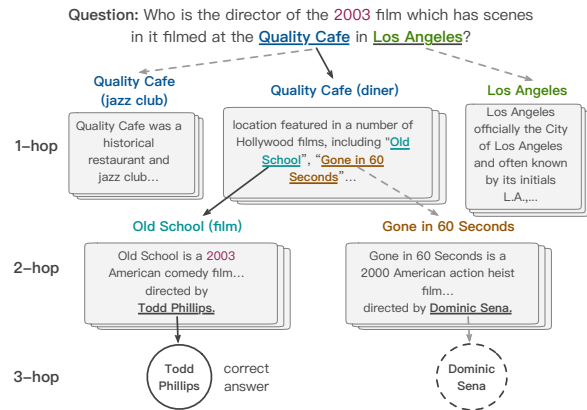 Question: Who is the director of the 2003 film which has scenes
in it filmed at the Quality Cafe in Los Angeles?
Quality Cafe
(jazz club)
Quality Cafe (diner)
Los Angeles
1-hop
Quality Cafe was a
historical
restaurant and
jazz club...
location featured in a number of
Hollywood films, including "Old
School", "Gone in 60
Seconds"...
Los Angeles
officially the City
of Los Angeles
and often known
by its initials
L.A.,...
Old School (film)
Gone in 60 Seconds
2-hop
Old School is a 2003
American comedy film...
directed by
Todd Phillips.
Gone in 60 Seconds is a
2000 American action heist
film...
directed by Dominic Sena.
3-hop
Todd
Phillips
correct
answer
Dominic
Sena